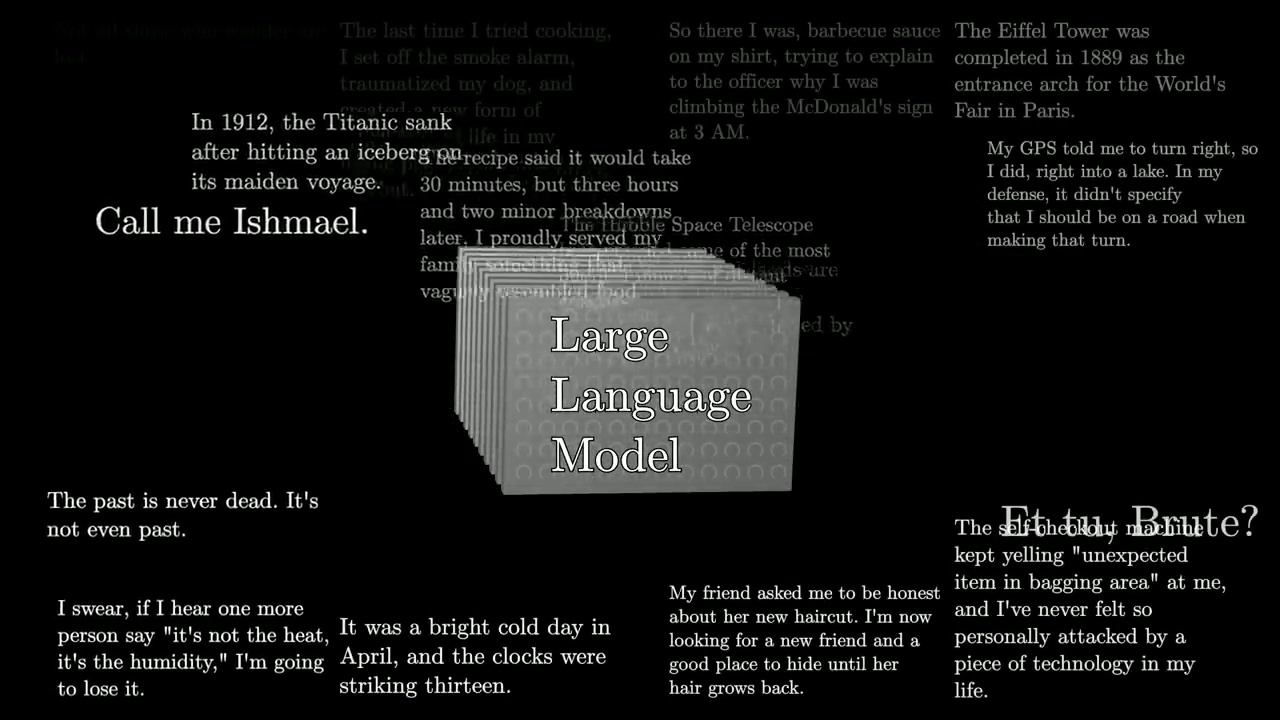 Not all those who wander are
lost.
The last time I tried cooking,
I set off the smoke alarm,
traumatized my dog, and
created a new form of
life in my
So there I was, barbecue sauce
on my shirt, trying to explain
to the officer why I was
climbing the McDonald's sign
at 3 AM.
The Eiffel Tower was
completed in 1889 as the
entrance arch for the World's
Fair in Paris.
In 1912, the Titanic sank
after hitting an iceberg on
its maiden voyage.
My GPS told me to turn right, so
I did, right into a lake. In my
defense, it didn't specify
that I should be on a road when
making that turn.
The recipe said it would take
30 minutes, but three hours
and two minor breakdowns
later, I proudly served my
family something that
vaguely resembled food.
Call me Ishmael.
The Hubble Space Telescope
some of the most
are
by
Large
Language
Model
The past is never dead. It's
not even past.
Et tu, Brute?
The self-checkout machine
kept yelling "unexpected
item in bagging area" at me,
and I've never felt so
personally attacked by a
piece of technology in my
life.
I swear, if I hear one more
person say "it's not the heat,
it's the humidity," I'm going
to lose it.
It was a bright cold day in
April, and the clocks were
striking thirteen.
My friend asked me to be honest
about her new haircut. I'm now
looking for a new friend and a
good place to hide until her
hair grows back.